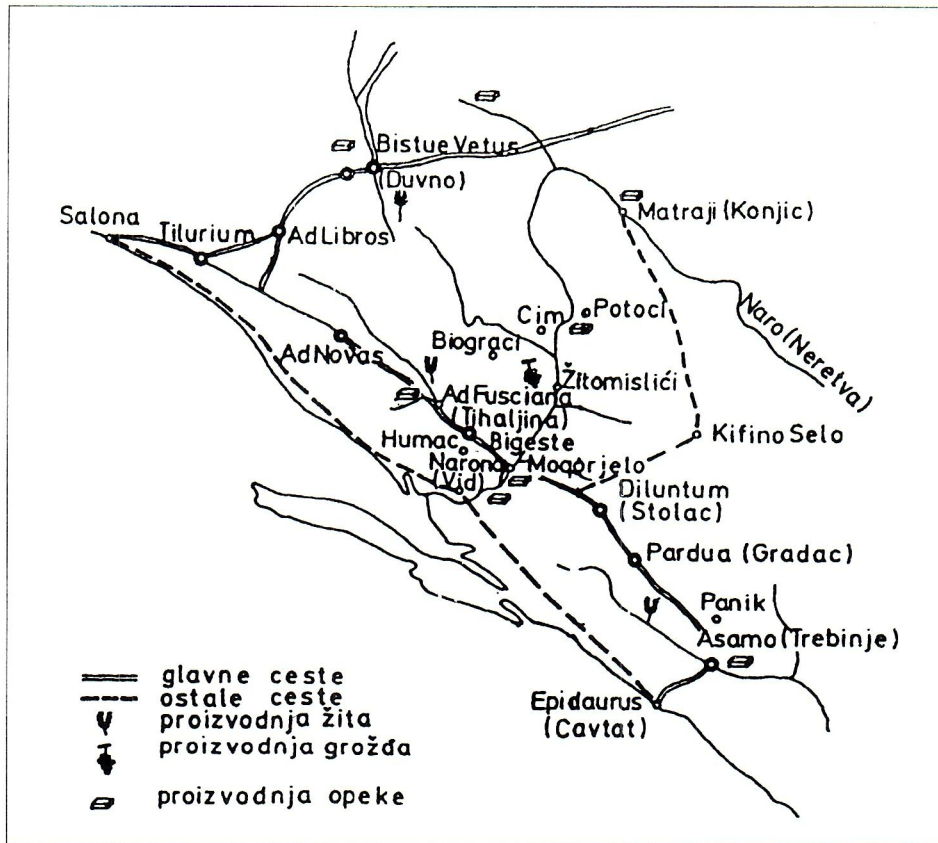 Bistue Vetus
(Duvno)
Salona
Tilurium
Ad Libros
Matraji (Konjic)
Naro (Neretva)
Cim
Potoci
Biograci
Ad Novas
Žitomislići
Ad Fusciana
(Tihaljina)
Humac
Bigeste
Kifino Selo
Narona
(Vid)
Mogorjelo
Diluntum
(Stolac)
Pardua (Gradac)
Panik
Asamo (Trebinje)
Epidaurus
(Cavtat)
glavne ceste
ostale ceste
proizvodnja žita
proizvodnja grožđa
proizvodnja opeke